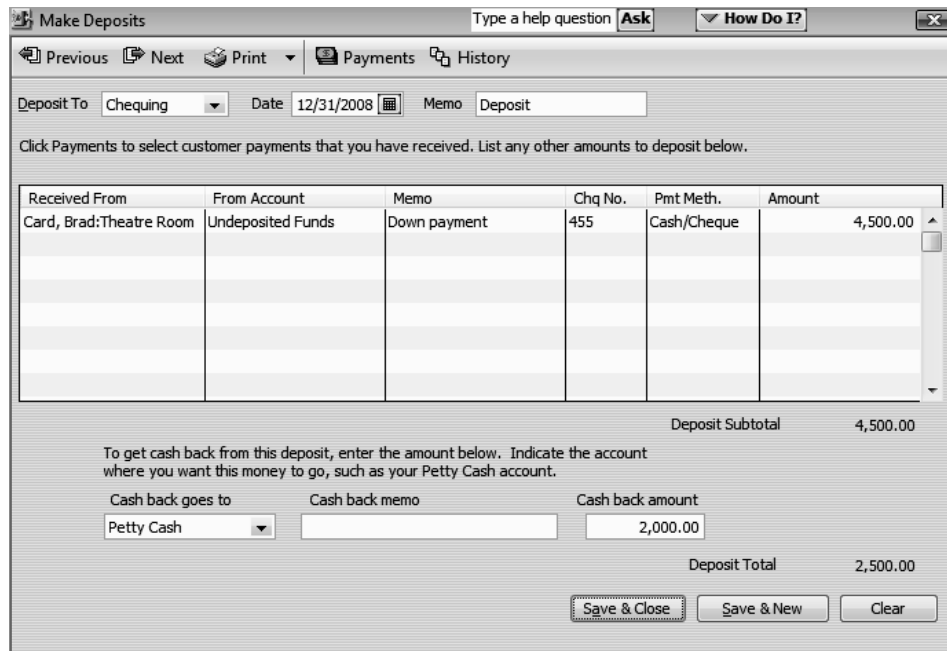 Make Deposits Type a help question Ask How Do I?
Previous Next Print Payments History
Deposit To Chequing Date 12/31/2008 Memo Deposit
Click Payments to select customer payments that you have received. List any other amounts to deposit below.
Received From From Account Memo Chq No. Pmt Meth. Amount
Card, Brad:Theatre Room Undeposited Funds Down payment 455 Cash/Cheque 4,500.00
Deposit Subtotal 4,500.00
To get cash back from this deposit, enter the amount below. Indicate the account
where you want this money to go, such as your Petty Cash account.
Cash back goes to Cash back memo Cash back amount
Petty Cash 2,000.00
Deposit Total 2,500.00
Save & Close Save & New Clear